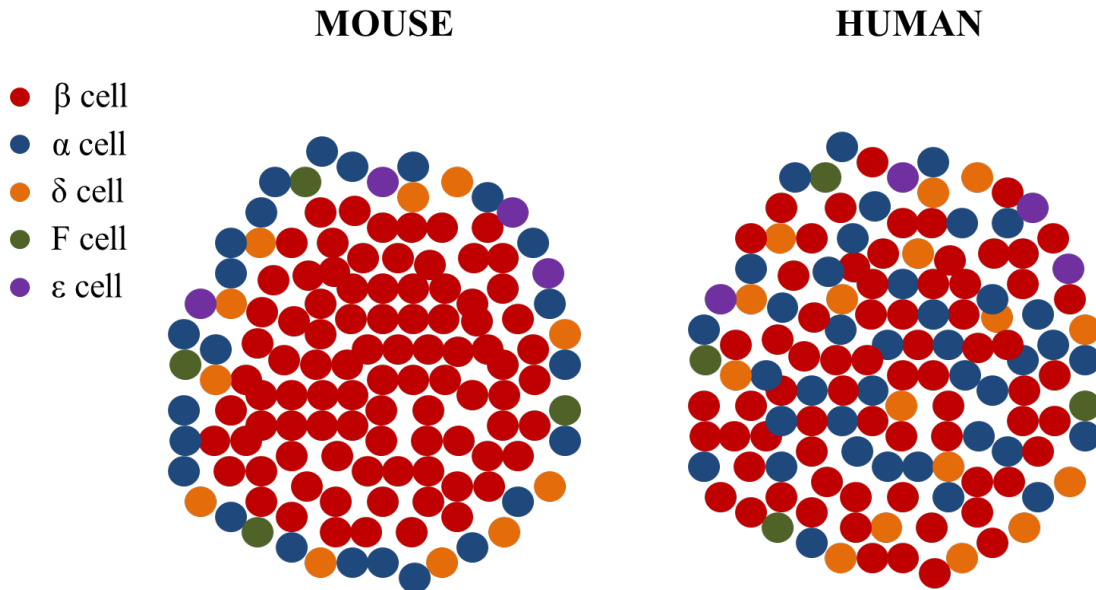 MOUSE
HUMAN
β cell
α cell
δ cell
F cell
ε cell